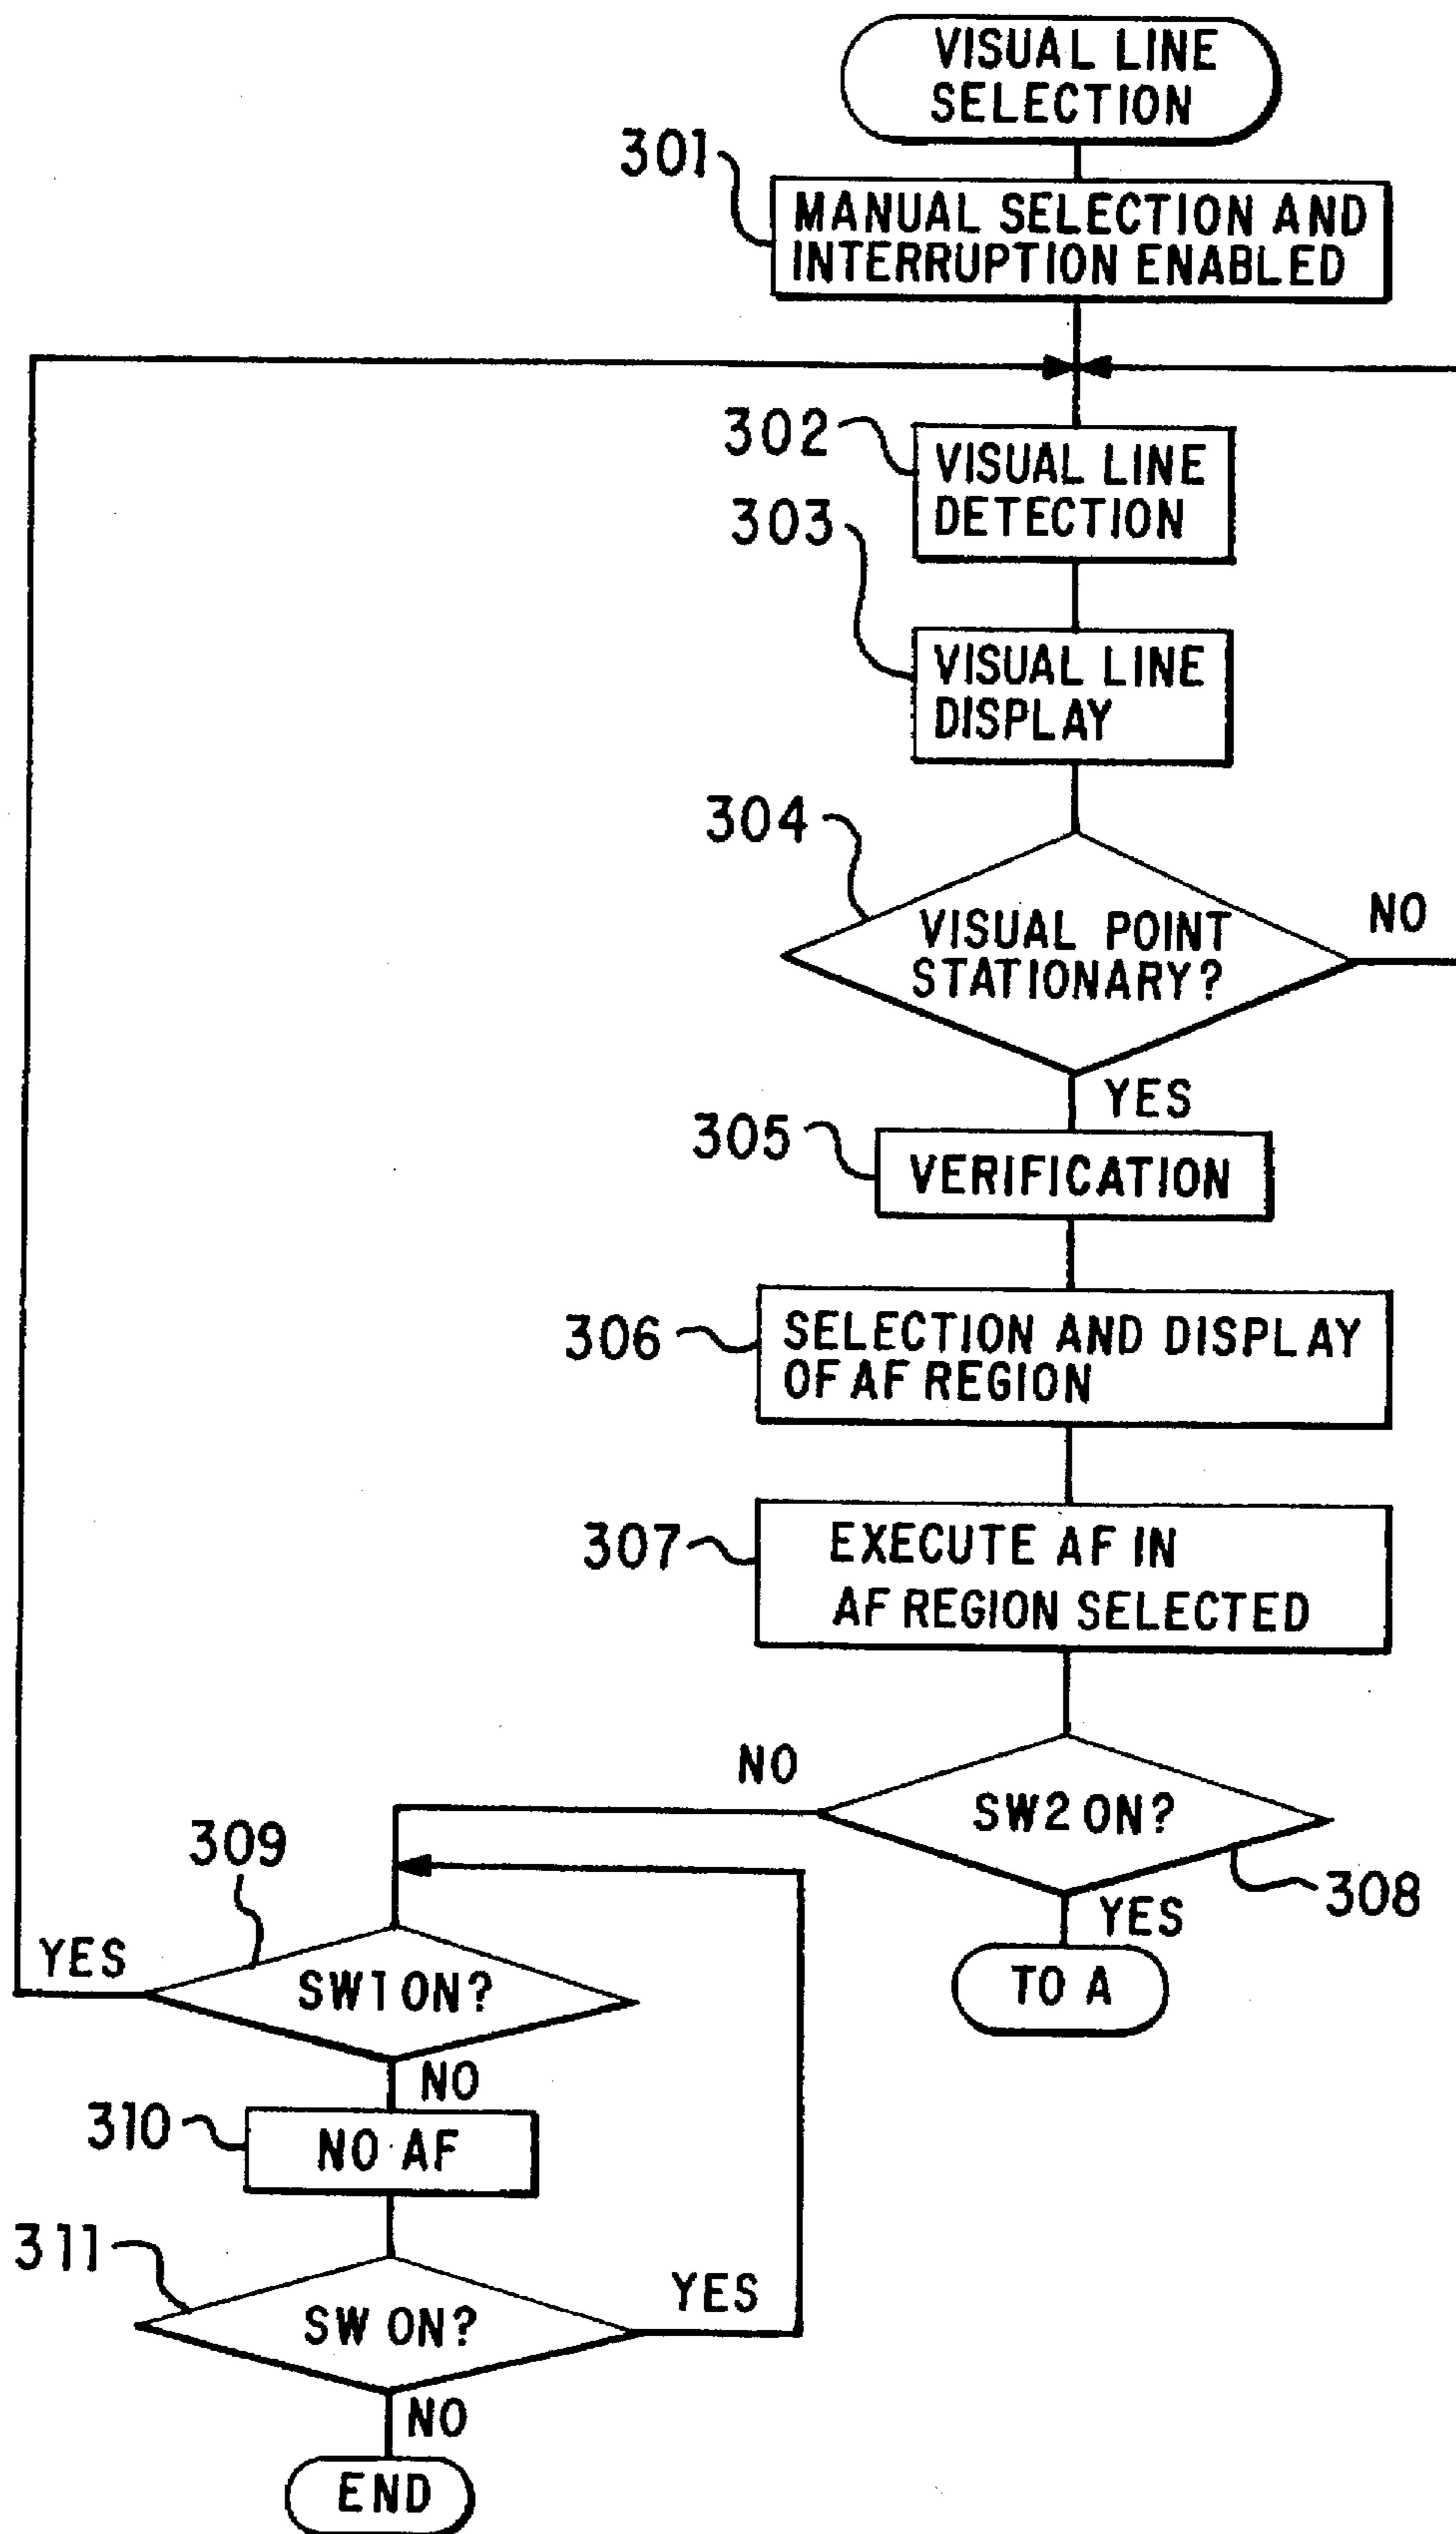 VISUAL LINE
SELECTION
301
MANUAL SELECTION AND
INTERRUPTION ENABLED
302
VISUAL LINE
DETECTION
303
VISUAL LINE
DISPLAY
304
VISUAL POINT
STATIONARY?
NO
YES
305
VERIFICATION
306
SELECTION AND DISPLAY
OF AF REGION
307
EXECUTE AF IN
AF REGION SELECTED
NO
SW2 ON?
308
YES
TO A
309
YES
SW1 ON?
NO
310
NO AF
311
SW ON?
YES
NO
END